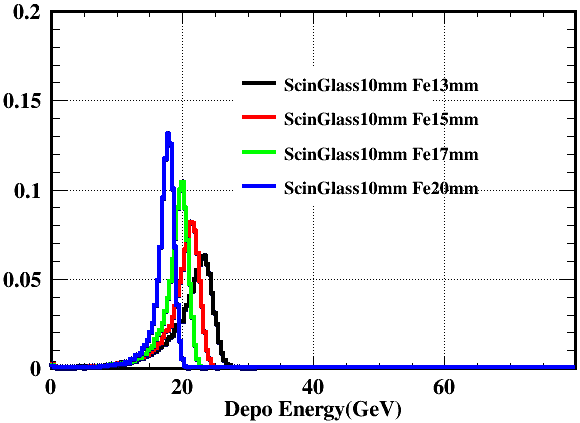 0.2
0.15
0.1
0.05
0
ScinGlass10mm Fe13mm
ScinGlass10mm Fe15mm
ScinGlass10mm Fe17mm
ScinGlass10mm Fe20mm
0 20 40 60
Depo Energy(GeV)